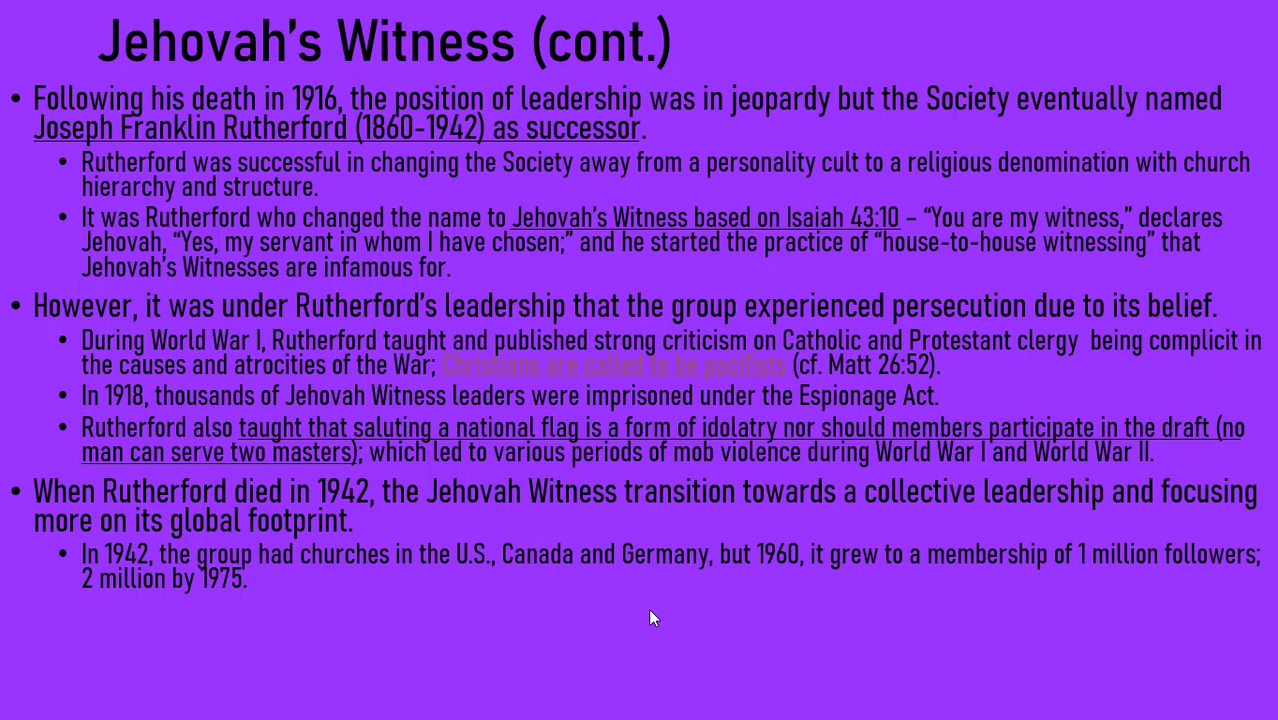 Jehovah's Witness (cont.)
• Following his death in 1916, the position of leadership was in jeopardy but the Society eventually named
Joseph Franklin Rutherford (1860-1942) as successor.
• Rutherford was successful in changing the Society away from a personality cult to a religious denomination with church
hierarchy and structure.
• It was Rutherford who changed the name to Jehovah's Witness based on Isaiah 43:10 – “You are my witness,” declares
Jehovah, “Yes, my servant in whom I have chosen;” and he started the practice of “house-to-house witnessing” that
Jehovah's Witnesses are infamous for.
• However, it was under Rutherford's leadership that the group experienced persecution due to its belief.
• During World War I, Rutherford taught and published strong criticism on Catholic and Protestant clergy  being complicit in
the causes and atrocities of the War; Christians are called to be pacifists (cf. Matt 26:52).
• In 1918, thousands of Jehovah Witness leaders were imprisoned under the Espionage Act.
• Rutherford also taught that saluting a national flag is a form of idolatry nor should members participate in the draft (no
man can serve two masters); which led to various periods of mob violence during World War I and World War II.
• When Rutherford died in 1942, the Jehovah Witness transition towards a collective leadership and focusing
more on its global footprint.
• In 1942, the group had churches in the U.S., Canada and Germany, but 1960, it grew to a membership of 1 million followers;
2 million by 1975.